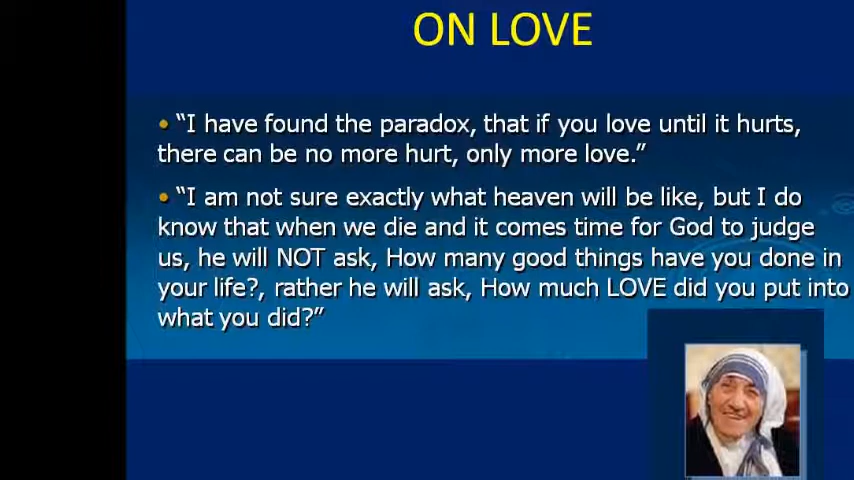 ON LOVE
• “I have found the paradox, that if you love until it hurts,
there can be no more hurt, only more love.”
• “I am not sure exactly what heaven will be like, but I do
know that when we die and it comes time for God to judge
us, he will NOT ask, How many good things have you done in
your life?, rather he will ask, How much LOVE did you put into
what you did?”